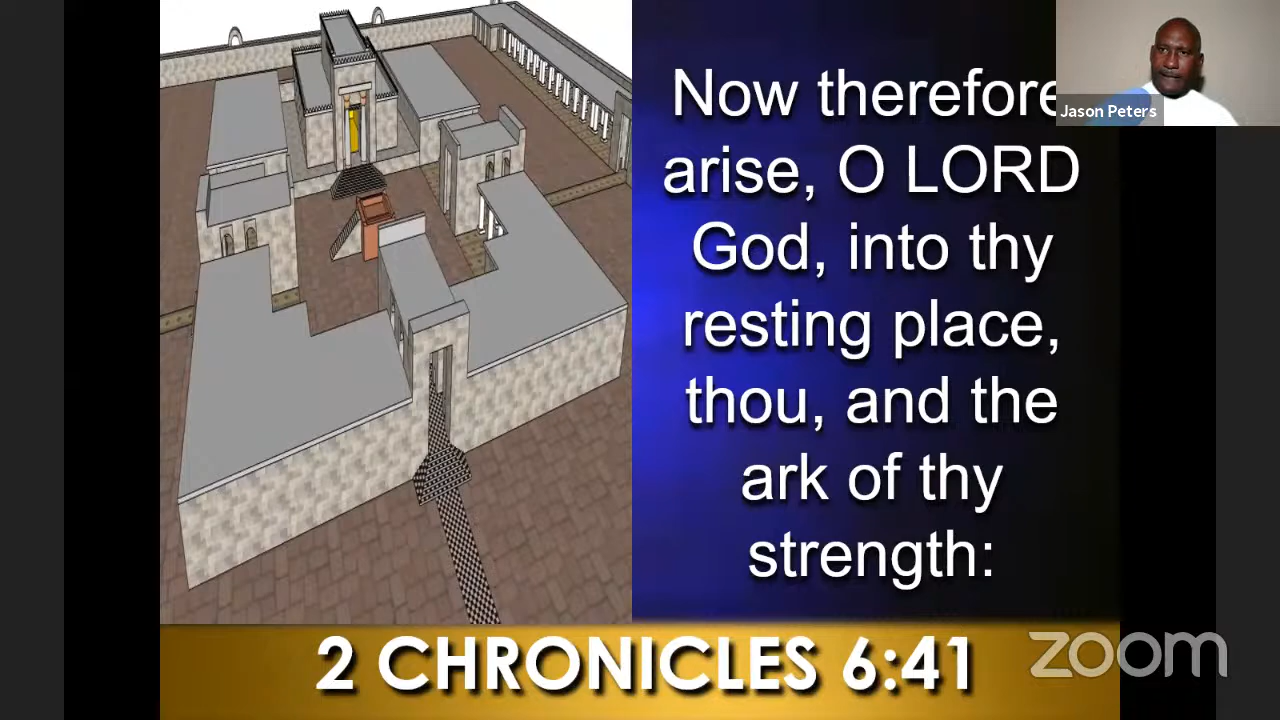 Now therefore
arise, O LORD
God, into thy
resting place,
thou, and the
ark of thy
strength:
Jason Peters
2 CHRONICLES 6:41
zoom